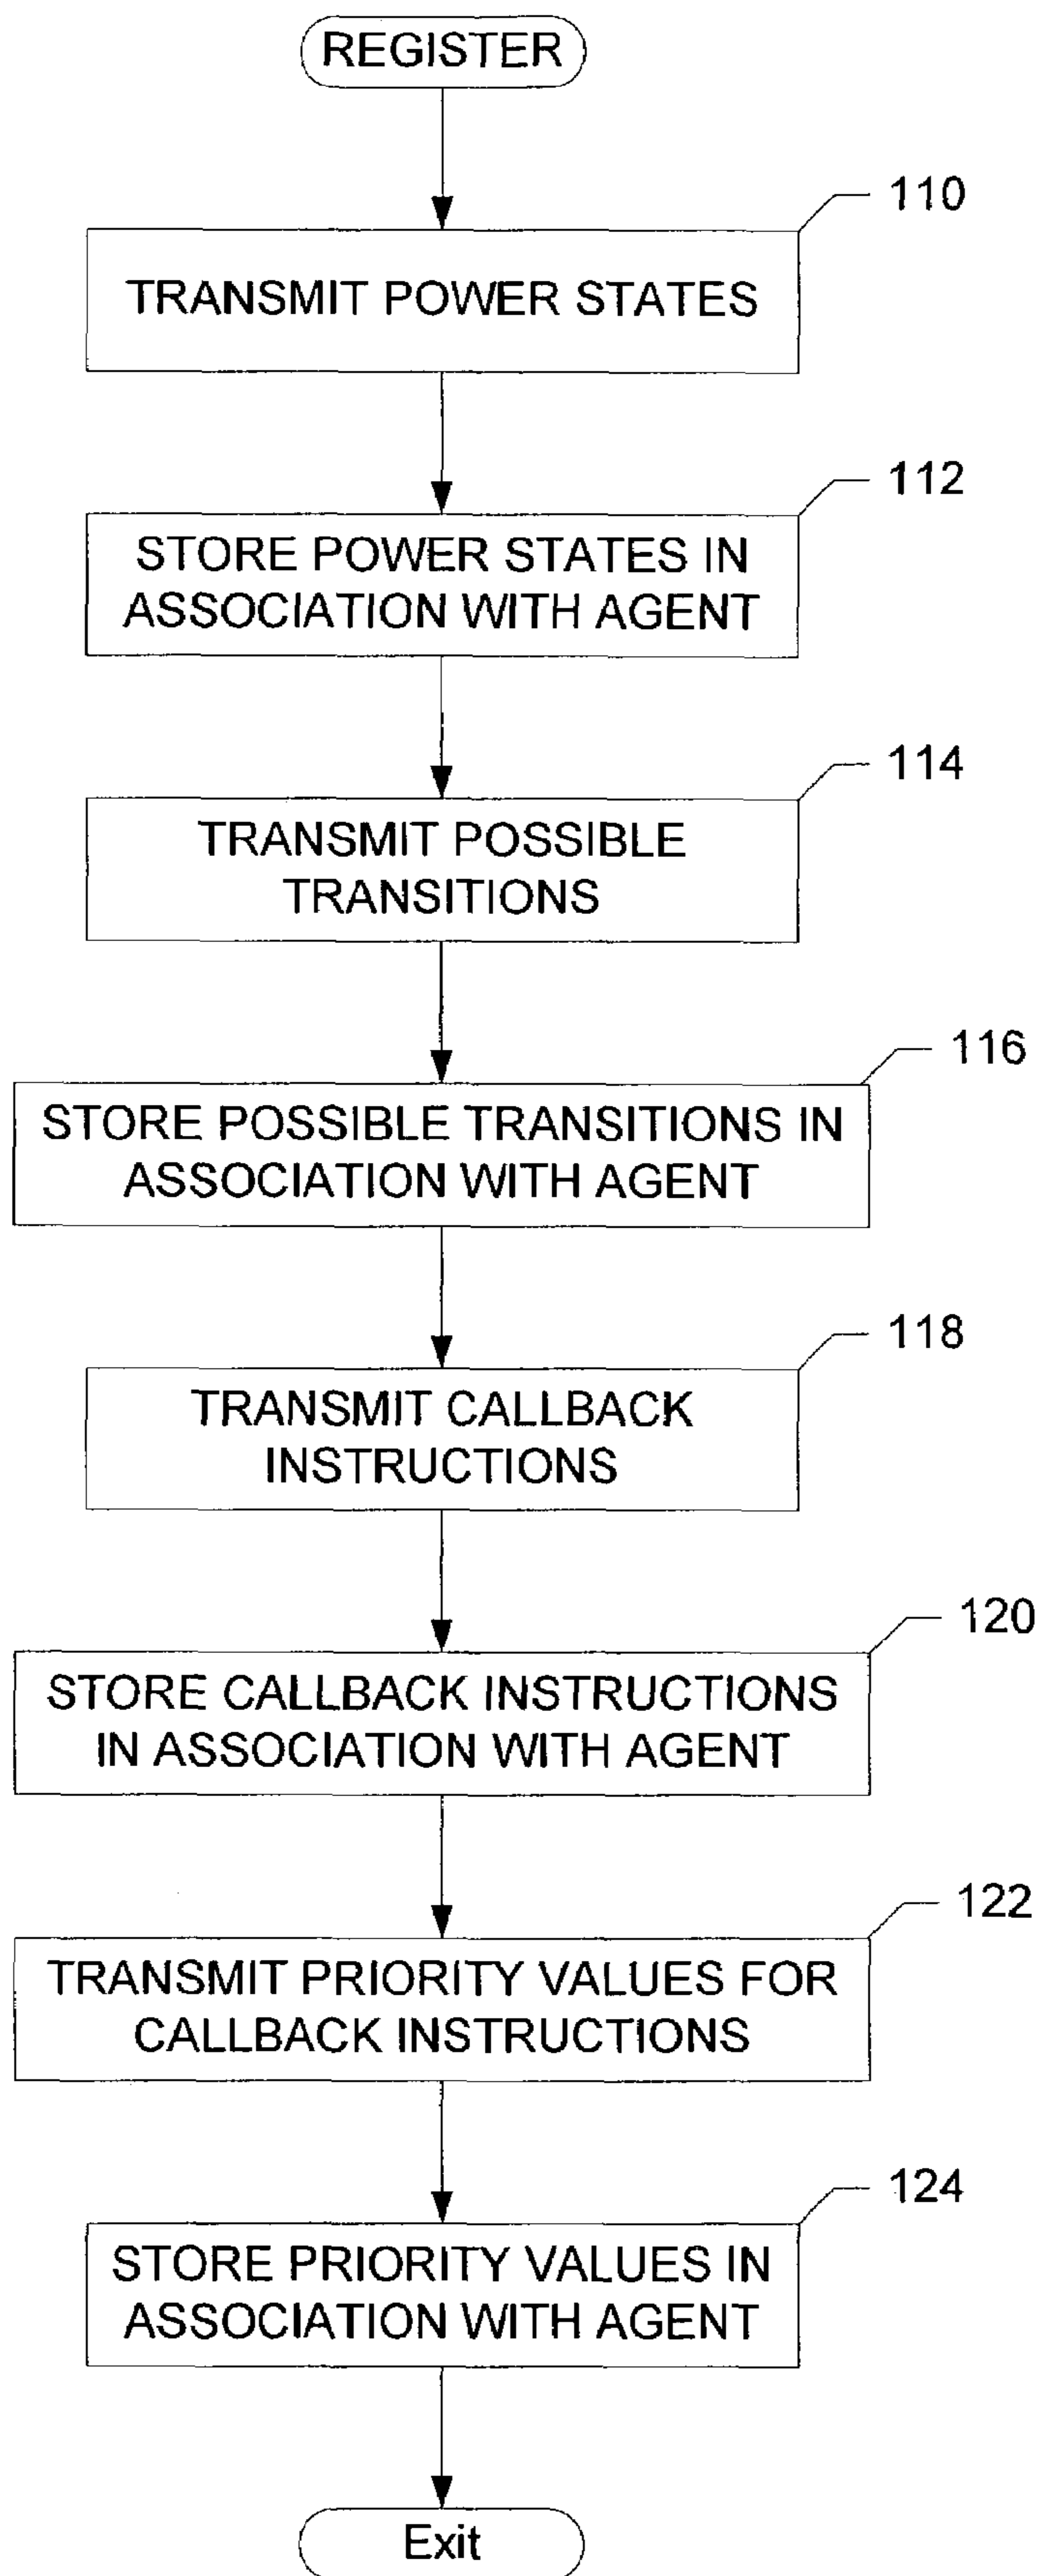 REGISTER
110
TRANSMIT POWER STATES
112
STORE POWER STATES IN
ASSOCIATION WITH AGENT
114
TRANSMIT POSSIBLE
TRANSITIONS
116
STORE POSSIBLE TRANSITIONS IN
ASSOCIATION WITH AGENT
118
TRANSMIT CALLBACK
INSTRUCTIONS
120
STORE CALLBACK INSTRUCTIONS
IN ASSOCIATION WITH AGENT
122
TRANSMIT PRIORITY VALUES FOR
CALLBACK INSTRUCTIONS
124
STORE PRIORITY VALUES IN
ASSOCIATION WITH AGENT
Exit